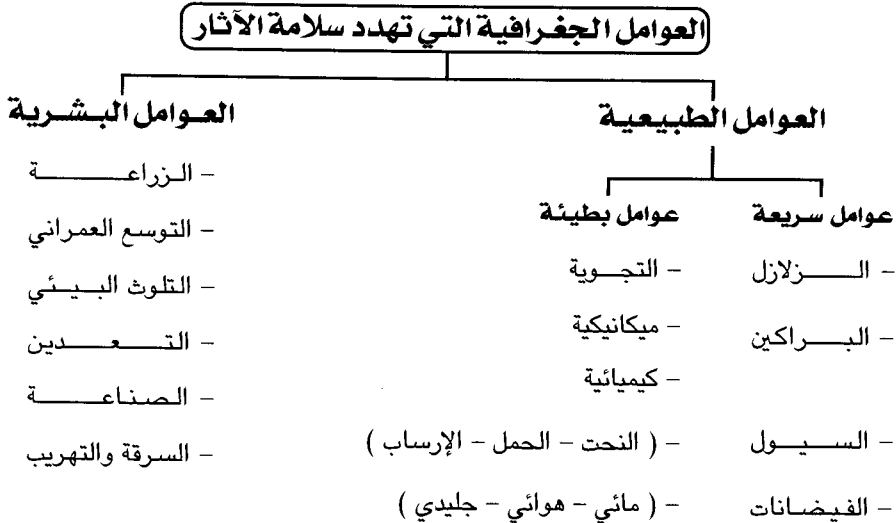 العوامل الجغرافية التي تهدد سلامة الآثار
العوامل الطبيعية
عوامل سريعة
- الزلازل
- البراكين
- السيول
- الفيضانات
عوامل بطيئة
- التجوية
- ميكانيكية
- كيميائية
- ( النحت - الحمل - الإرساب )
- ( مائي - هوائي - جليدي )
العوامل البشرية
- الزراعة
- التوسع العمراني
- التلوث البيئي
- التعدين
- الصناعة
- السرقة والتهريب